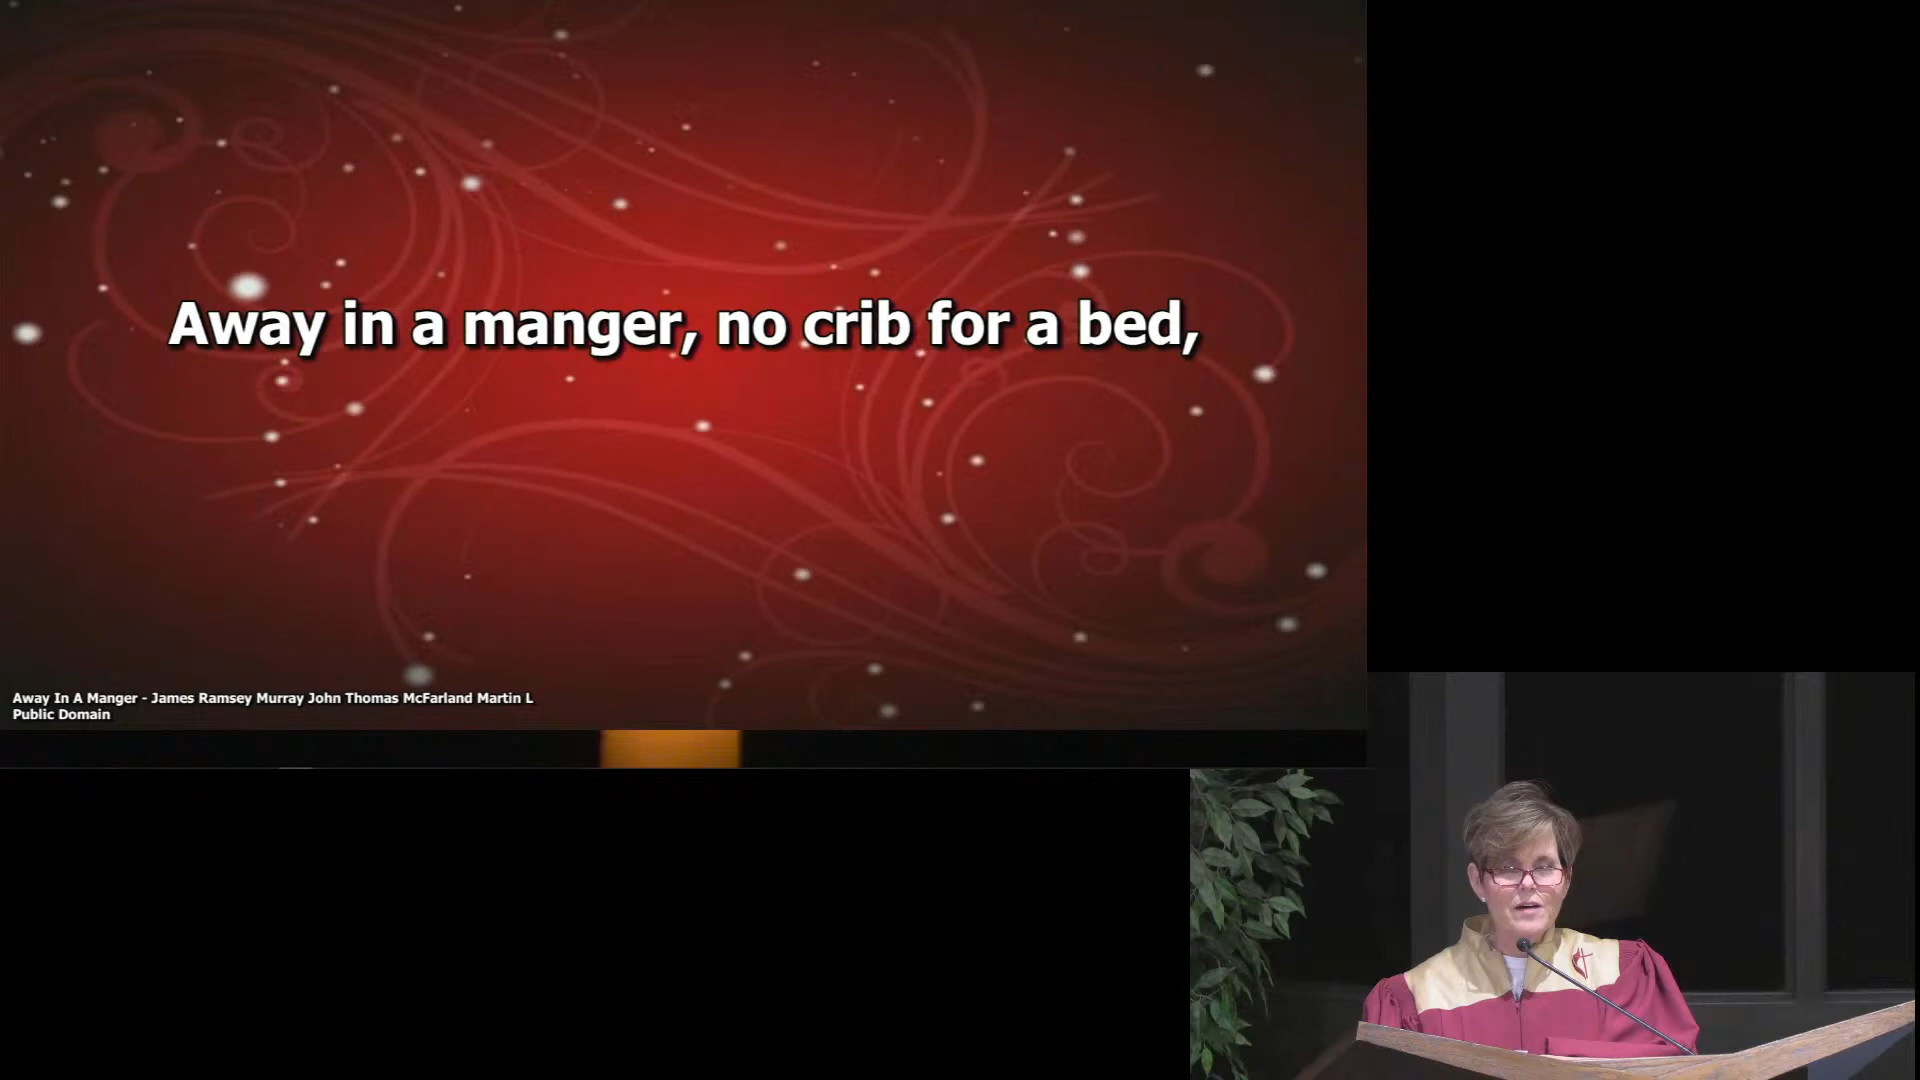 Away in a manger, no crib for a bed,
Away In A Manger - James Ramsey Murray John Thomas McFarland Martin L
Public Domain